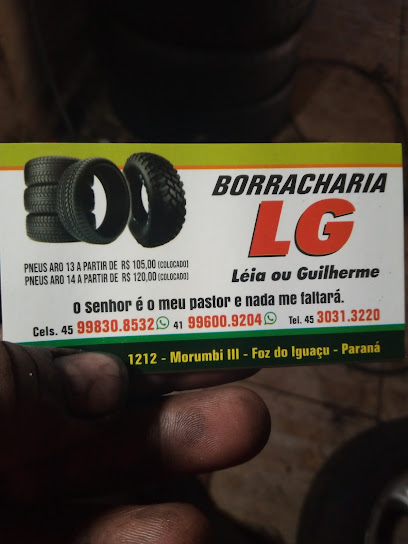 BORRACHARIA
LG
Léia ou Guilherme
PNEUS ARO 13 A PARTIR DE R$ 105,00 (COLOCADO)
PNEUS ARO 14 A PARTIR DE R$ 120,00 (COLOCADO)
o senhor é o meu pastor e nada me faltará.
Cels. 45 99830.8532 41 99600.9204 Tel. 45 3031.3220
1212 - Morumbi III - Foz do Iguaçu - Paraná